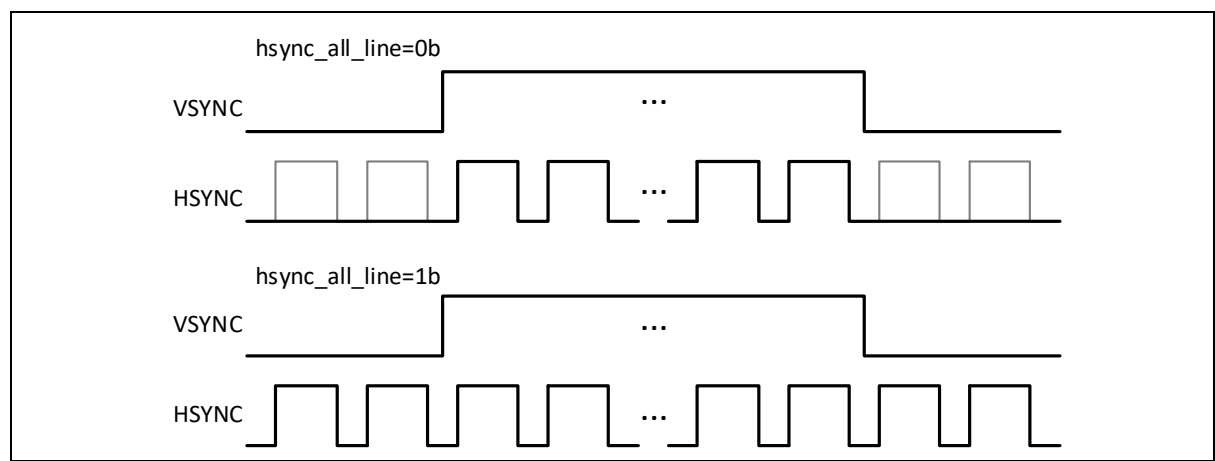 hsync_all_line=0b
VSYNC
...
HSYNC
...
hsync_all_line=1b
VSYNC
...
HSYNC
...